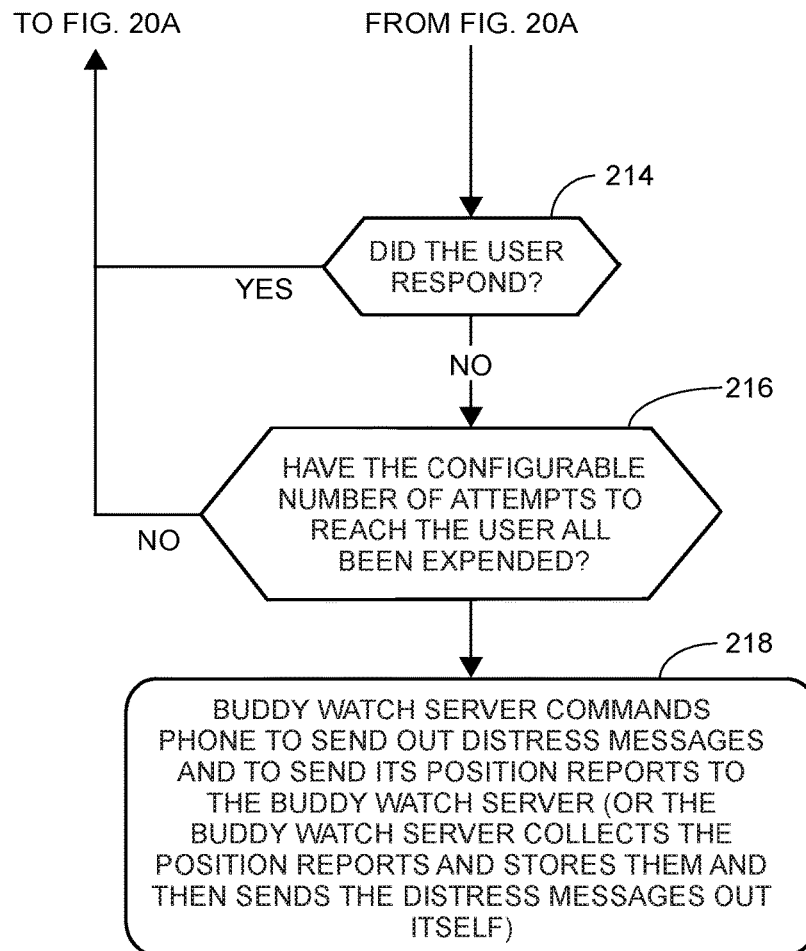 TO FIG. 20A
FROM FIG. 20A
214
DID THE USER
RESPOND?
YES
NO
216
HAVE THE CONFIGURABLE
NUMBER OF ATTEMPTS TO
REACH THE USER ALL
BEEN EXPENDED?
NO
218
BUDDY WATCH SERVER COMMANDS
PHONE TO SEND OUT DISTRESS MESSAGES
AND TO SEND ITS POSITION REPORTS TO
THE BUDDY WATCH SERVER (OR THE
BUDDY WATCH SERVER COLLECTS THE
POSITION REPORTS AND STORES THEM AND
THEN SENDS THE DISTRESS MESSAGES OUT
ITSELF)